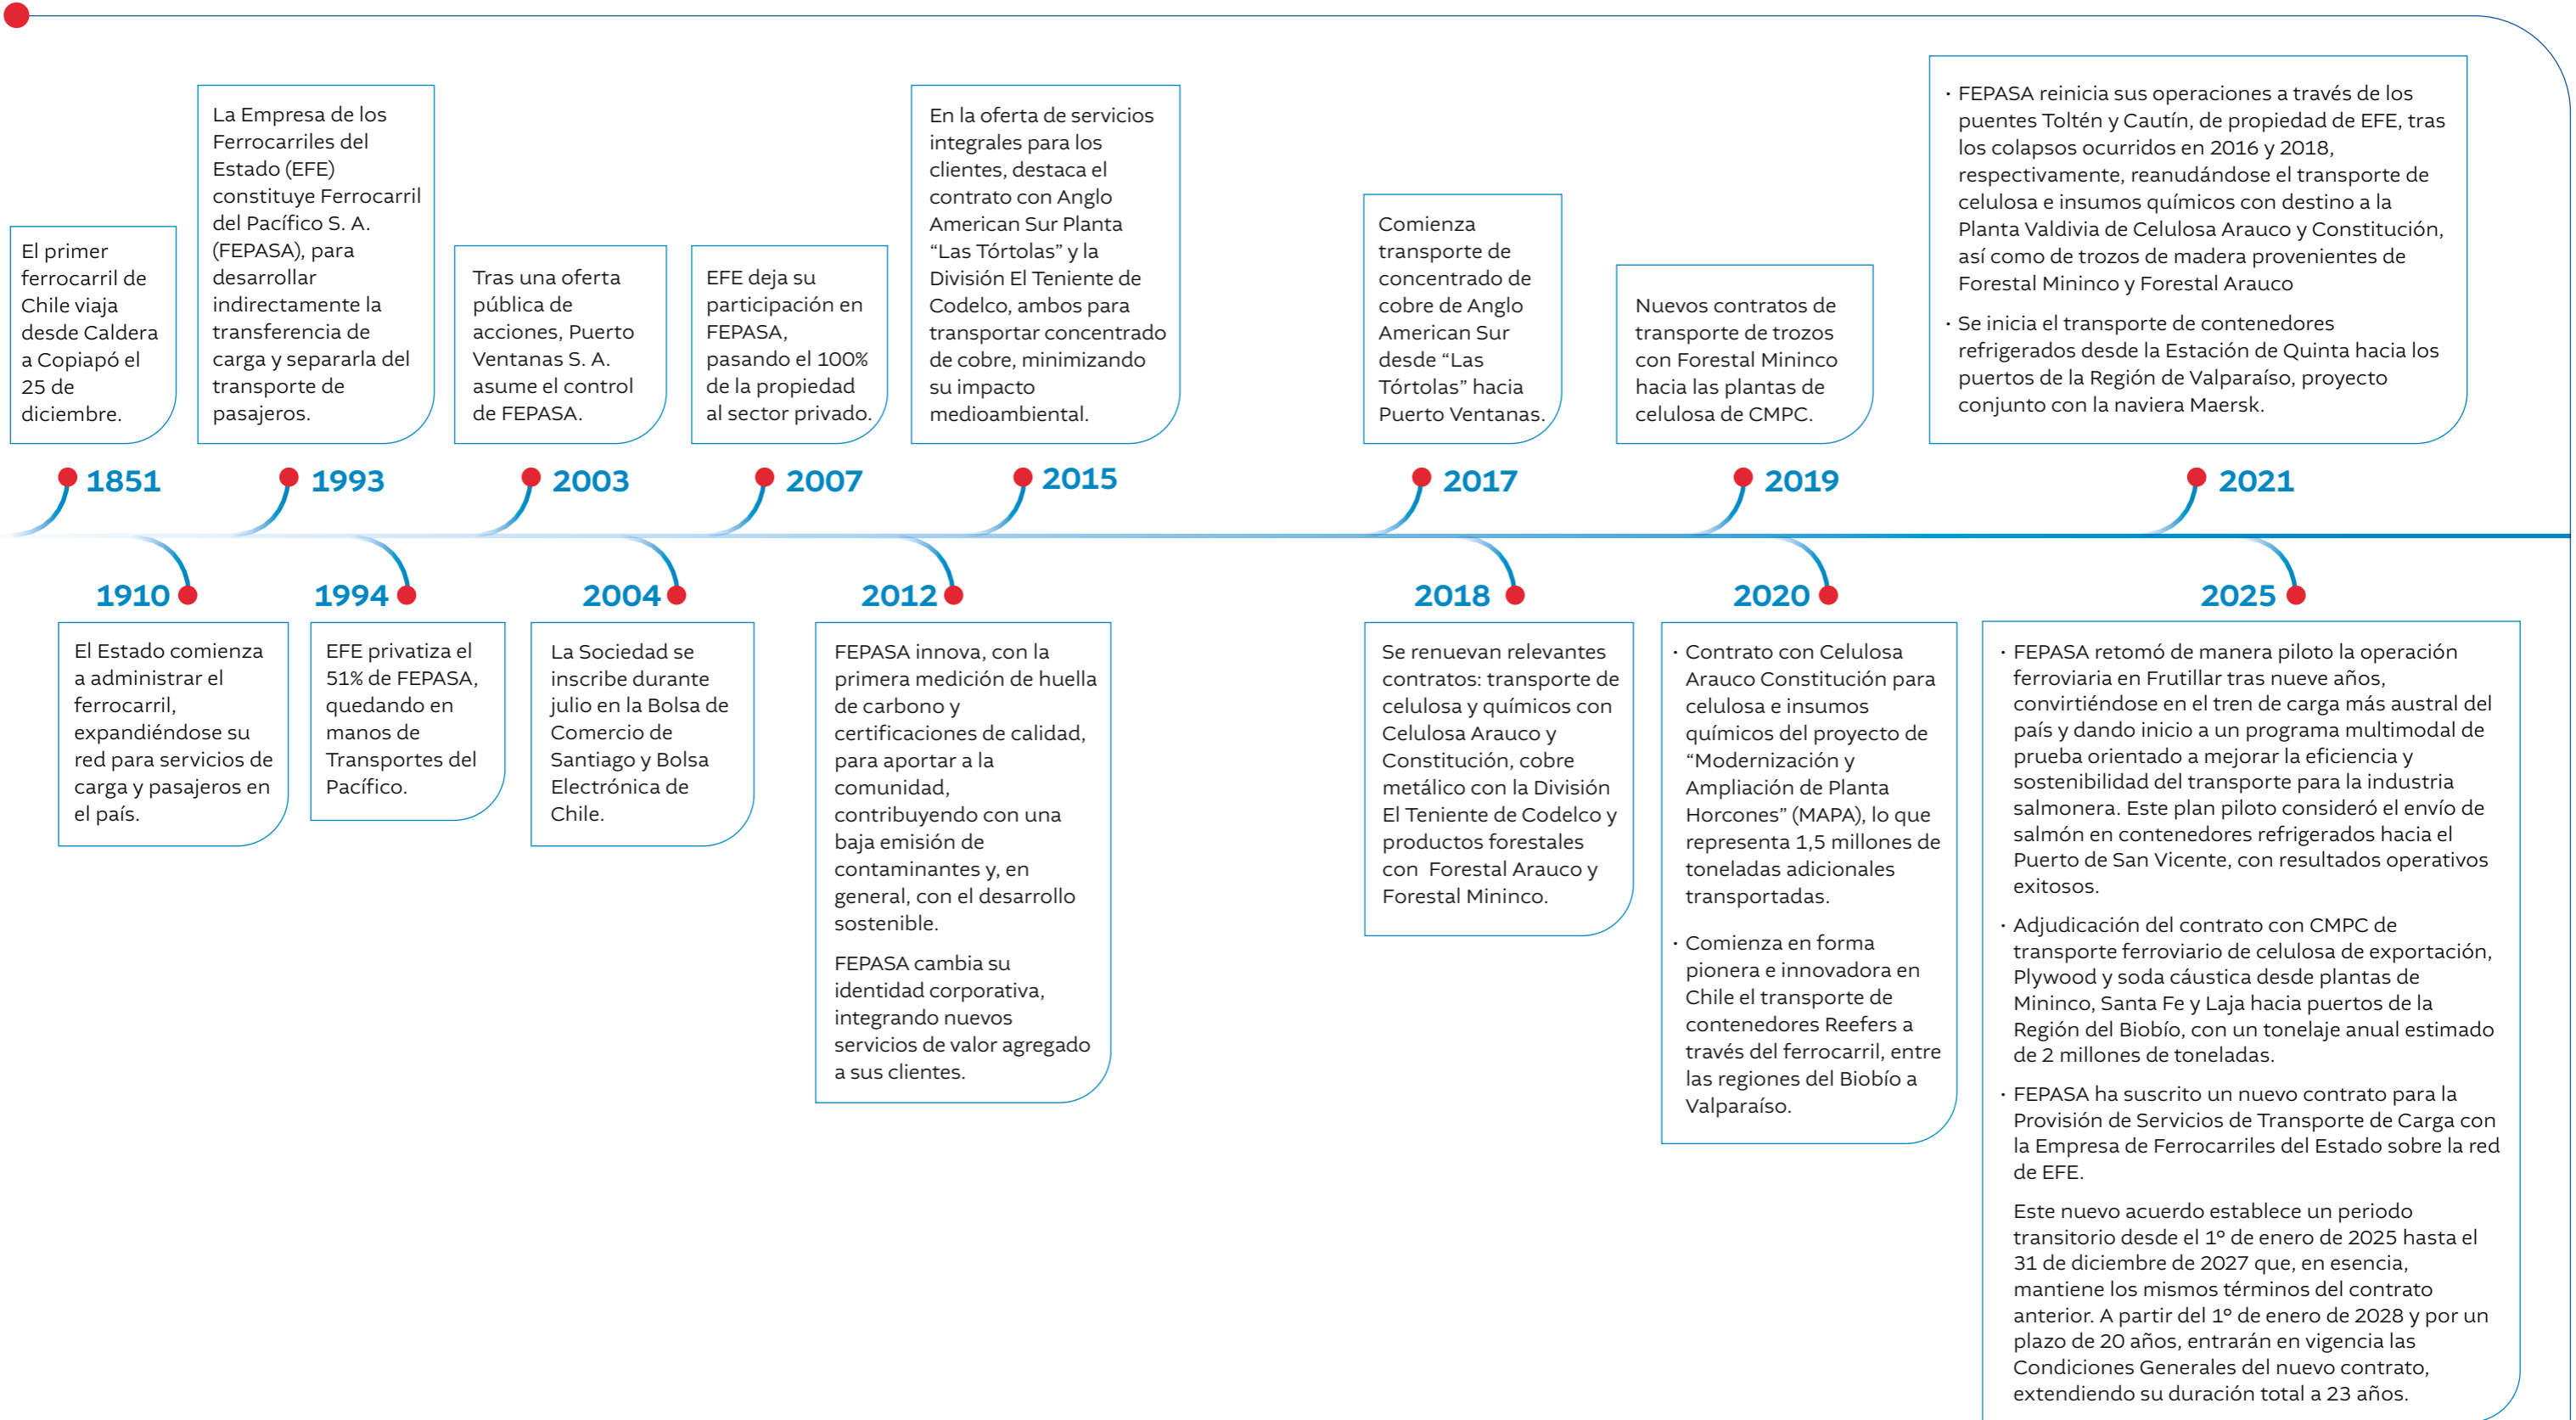 El primer
ferrocarril de
Chile viaja
desde Caldera
a Copiapó el
25 de
diciembre.
1851
El Estado comienza
a administrar el
ferrocarril,
expandiéndose su
red para servicios de
carga y pasajeros en
el país.
1910
La Empresa de los
Ferrocarriles del
Estado (EFE)
constituye Ferrocarril
del Pacífico S. A.
(FEPASA), para
desarrollar
indirectamente la
transferencia de
carga y separarla del
transporte de
pasajeros.
1993
1994
EFE privatiza el
51% de FEPASA,
quedando en
manos de
Transportes del
Pacífico.
Tras una oferta
pública de
acciones, Puerto
Ventanas S. A.
asume el control
de FEPASA.
2003
2004
La Sociedad se
inscribe durante
julio en la Bolsa de
Comercio de
Santiago y Bolsa
Electrónica de
Chile.
EFE deja su
participación en
FEPASA,
pasando el 100%
de la propiedad
al sector privado.
2007
2012
FEPASA innova, con la
primera medición de huella
de carbono y
certificaciones de calidad,
para aportar a la
comunidad,
contribuyendo con una
baja emisión de
contaminantes y, en
general, con el desarrollo
sostenible.
FEPASA cambia su
identidad corporativa,
integrando nuevos
servicios de valor agregado
a sus clientes.
En la oferta de servicios
integrales para los
clientes, destaca el
contrato con Anglo
American Sur Planta
“Las Tórtolas” y la
División El Teniente de
Codelco, ambos para
transportar concentrado
de cobre, minimizando
su impacto
medioambiental.
2015
Comienza
transporte de
concentrado de
cobre de Anglo
American Sur
desde “Las
Tórtolas” hacia
Puerto Ventanas.
2017
2018
Se renuevan relevantes
contratos: transporte de
celulosa y químicos con
Celulosa Arauco y
Constitución, cobre
metálico con la División
El Teniente de Codelco y
productos forestales
con Forestal Arauco y
Forestal Mininco.
Nuevos contratos de
transporte de trozos
con Forestal Mininco
hacia las plantas de
celulosa de CMPC.
2019
2020
· Contrato con Celulosa
Arauco Constitución para
celulosa e insumos
químicos del proyecto de
“Modernización y
Ampliación de Planta
Horcones” (MAPA), lo que
representa 1,5 millones de
toneladas adicionales
transportadas.
· Comienza en forma
pionera e innovadora en
Chile el transporte de
contenedores Reefers a
través del ferrocarril, entre
las regiones del Biobío a
Valparaíso.
· FEPASA reinicia sus operaciones a través de los
puentes Toltén y Cautín, de propiedad de EFE, tras
los colapsos ocurridos en 2016 y 2018,
respectivamente, reanudándose el transporte de
celulosa e insumos químicos con destino a la
Planta Valdivia de Celulosa Arauco y Constitución,
así como de trozos de madera provenientes de
Forestal Mininco y Forestal Arauco
· Se inicia el transporte de contenedores
refrigerados desde la Estación de Quinta hacia los
puertos de la Región de Valparaíso, proyecto
conjunto con la naviera Maersk.
2021
2025
· FEPASA retomó de manera piloto la operación
ferroviaria en Frutillar tras nueve años,
convirtiéndose en el tren de carga más austral del
país y dando inicio a un programa multimodal de
prueba orientado a mejorar la eficiencia y
sostenibilidad del transporte para la industria
salmonera. Este plan piloto consideró el envío de
salmón en contenedores refrigerados hacia el
Puerto de San Vicente, con resultados operativos
exitosos.
· Adjudicación del contrato con CMPC de
transporte ferroviario de celulosa de exportación,
Plywood y soda cáustica desde plantas de
Mininco, Santa Fe y Laja hacia puertos de la
Región del Biobío, con un tonelaje anual estimado
de 2 millones de toneladas.
· FEPASA ha suscrito un nuevo contrato para la
Provisión de Servicios de Transporte de Carga con
la Empresa de Ferrocarriles del Estado sobre la red
de EFE.
Este nuevo acuerdo establece un periodo
transitorio desde el 1º de enero de 2025 hasta el
31 de diciembre de 2027 que, en esencia,
mantiene los mismos términos del contrato
anterior. A partir del 1º de enero de 2028 y por un
plazo de 20 años, entrarán en vigencia las
Condiciones Generales del nuevo contrato,
extendiendo su duración total a 23 años.